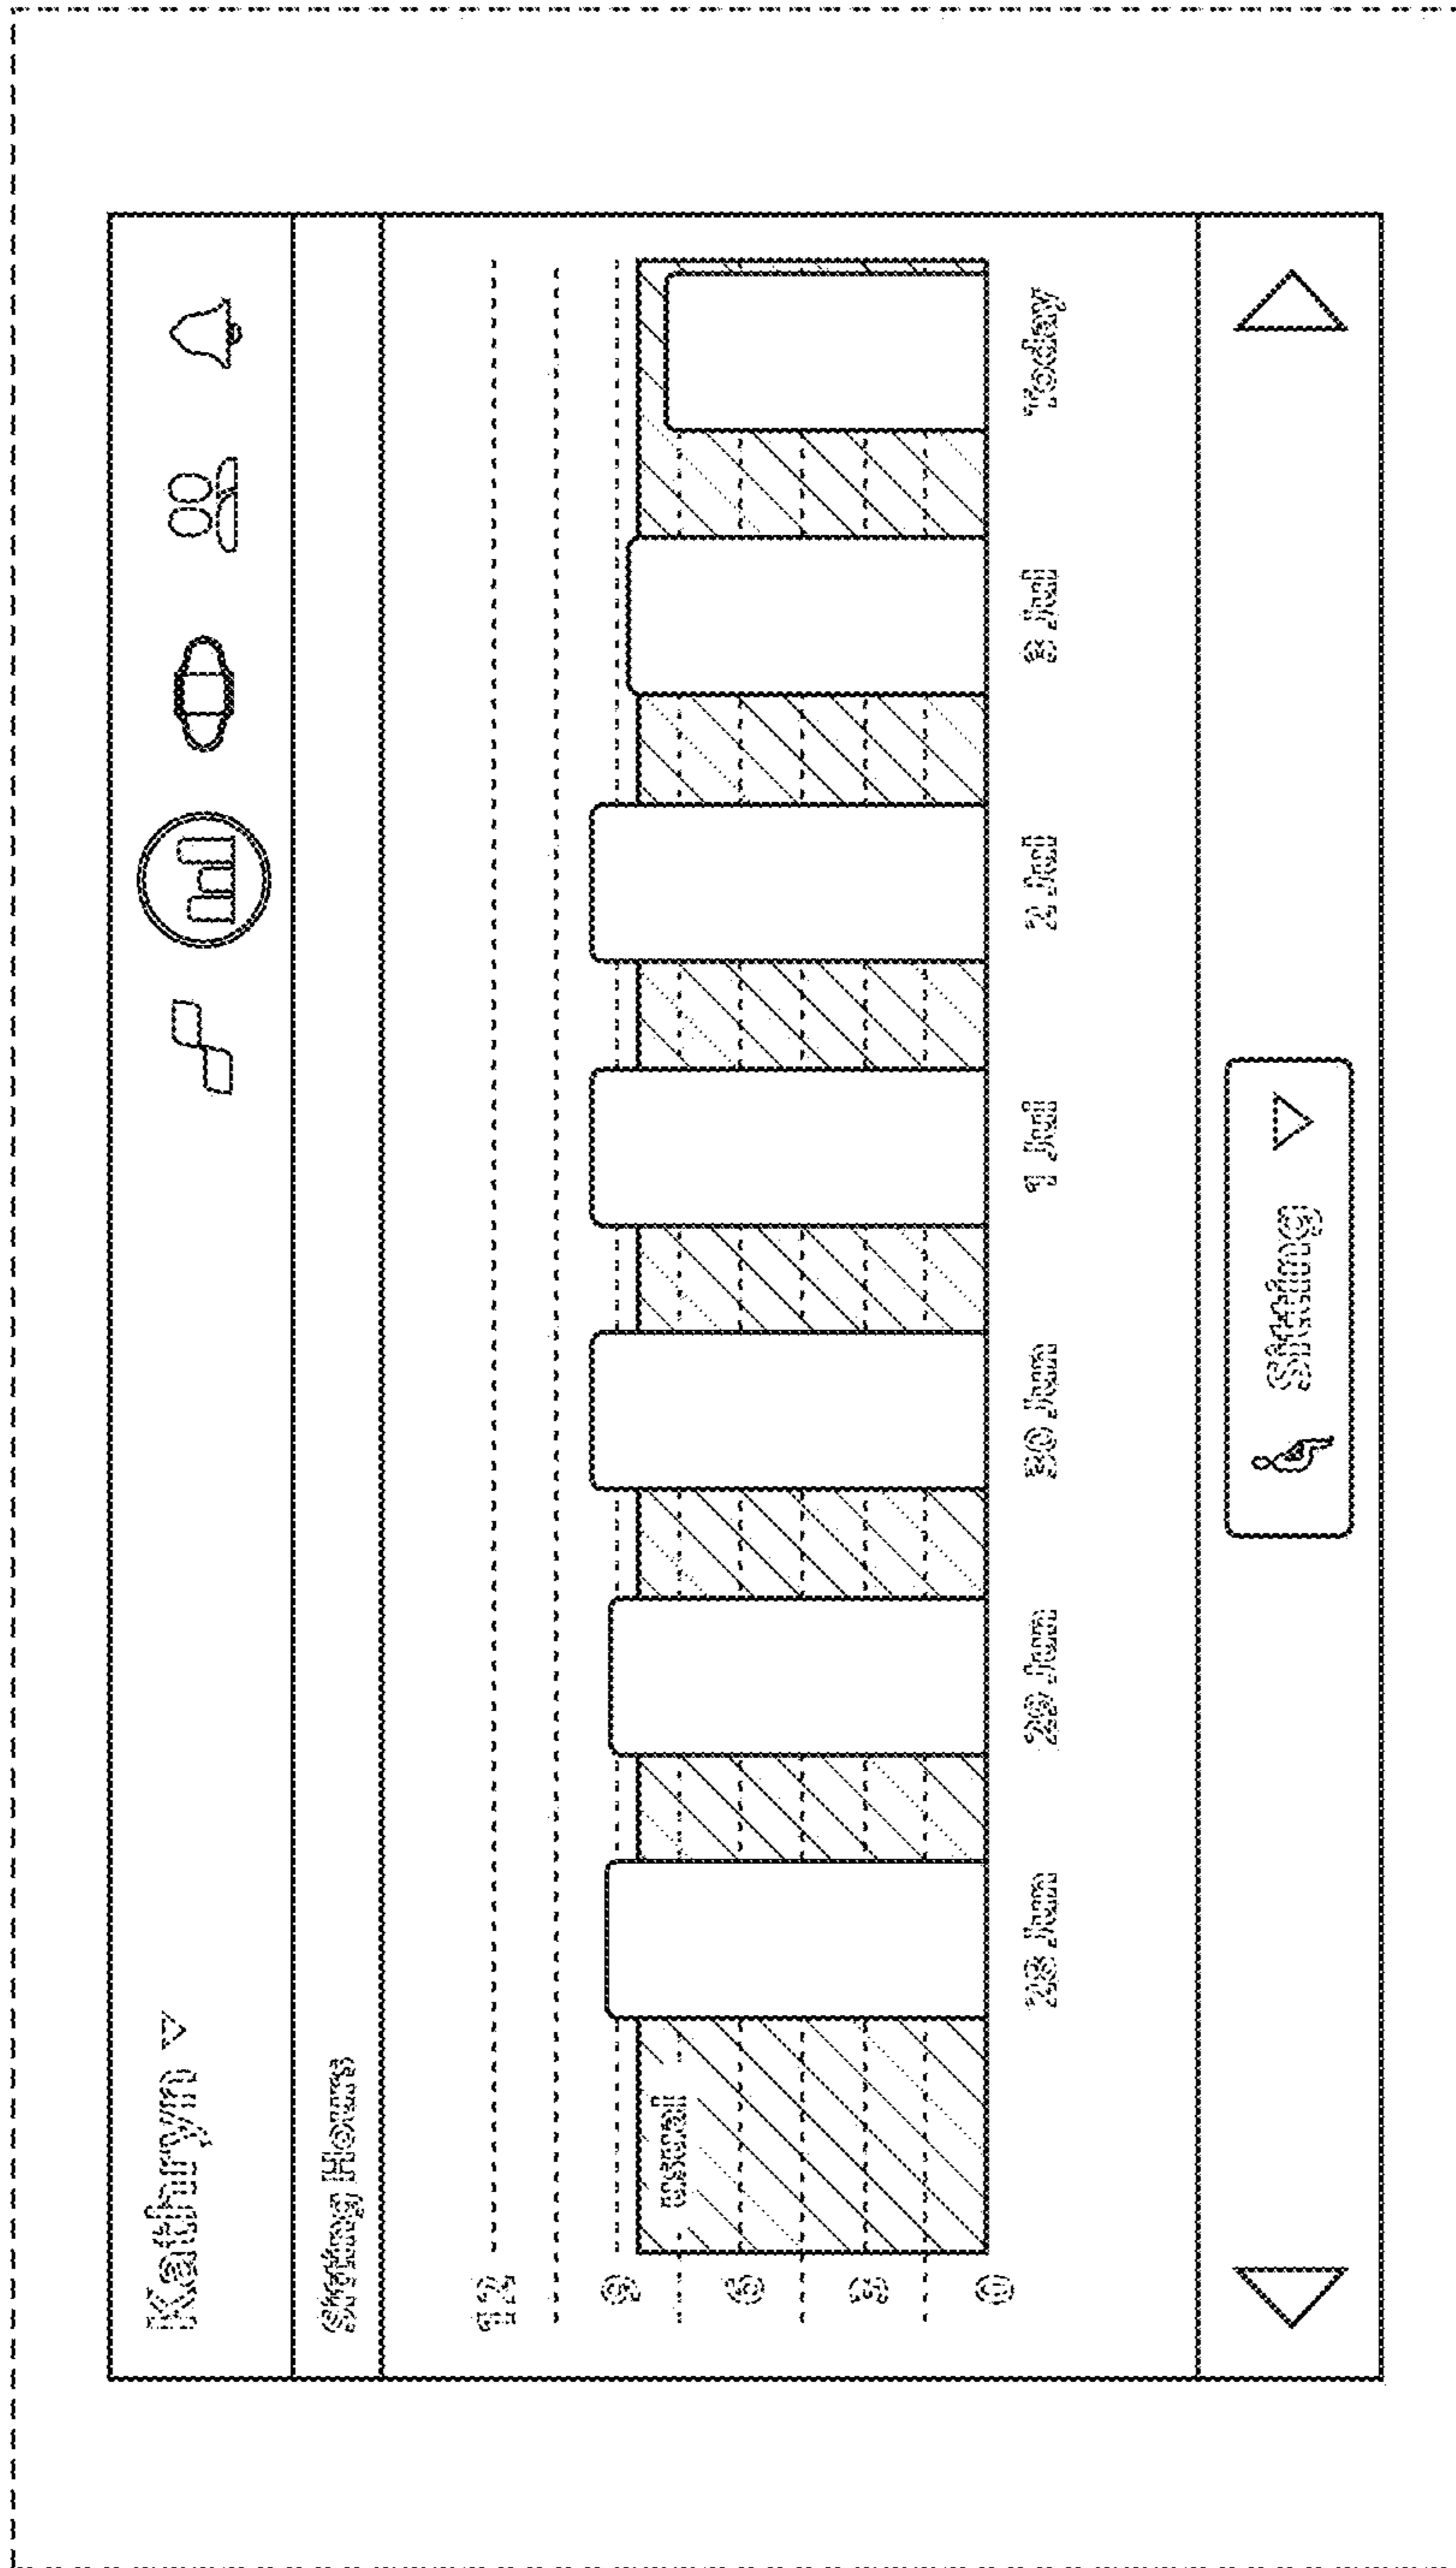 Kathryn
Sitting Hours
12
9
6
3
0
usual
28 Jun
29 Jun
30 Jun
1 Jul
2 Jul
3 Jul
Today
Sitting